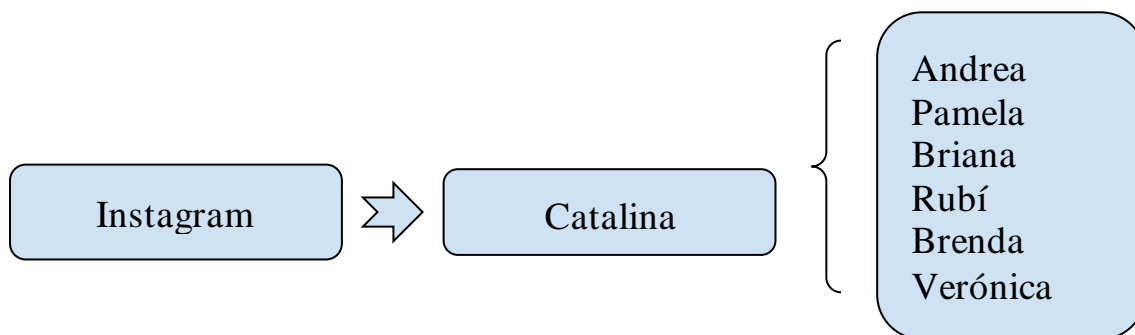 Instagram
Catalina
Andrea
Pamela
Briana
Rubí
Brenda
Verónica